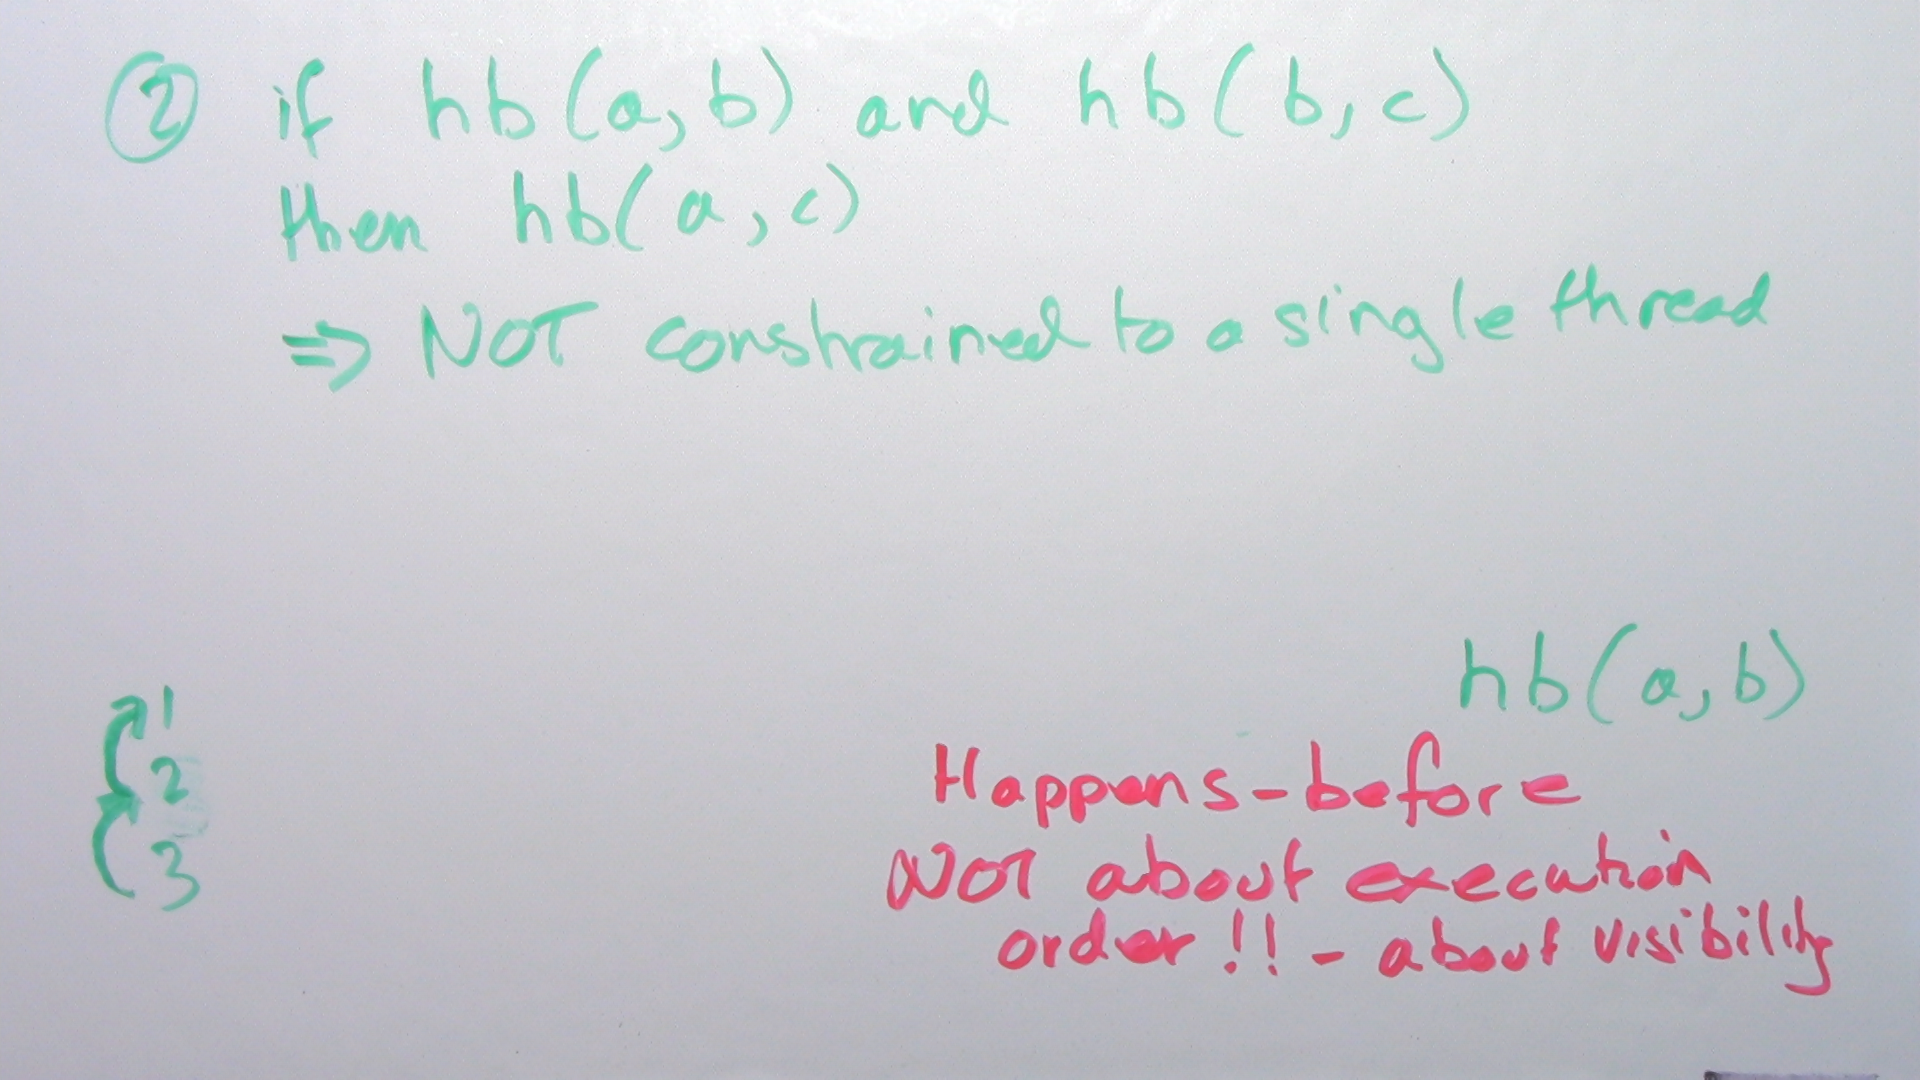 ② if hb(a,b) and hb(b,c)
then hb(a,c)
⇒ NOT constrained to a single thread
hb(a,b)
1
2
3
Happens-before
NOT about execution
order!! - about visibility